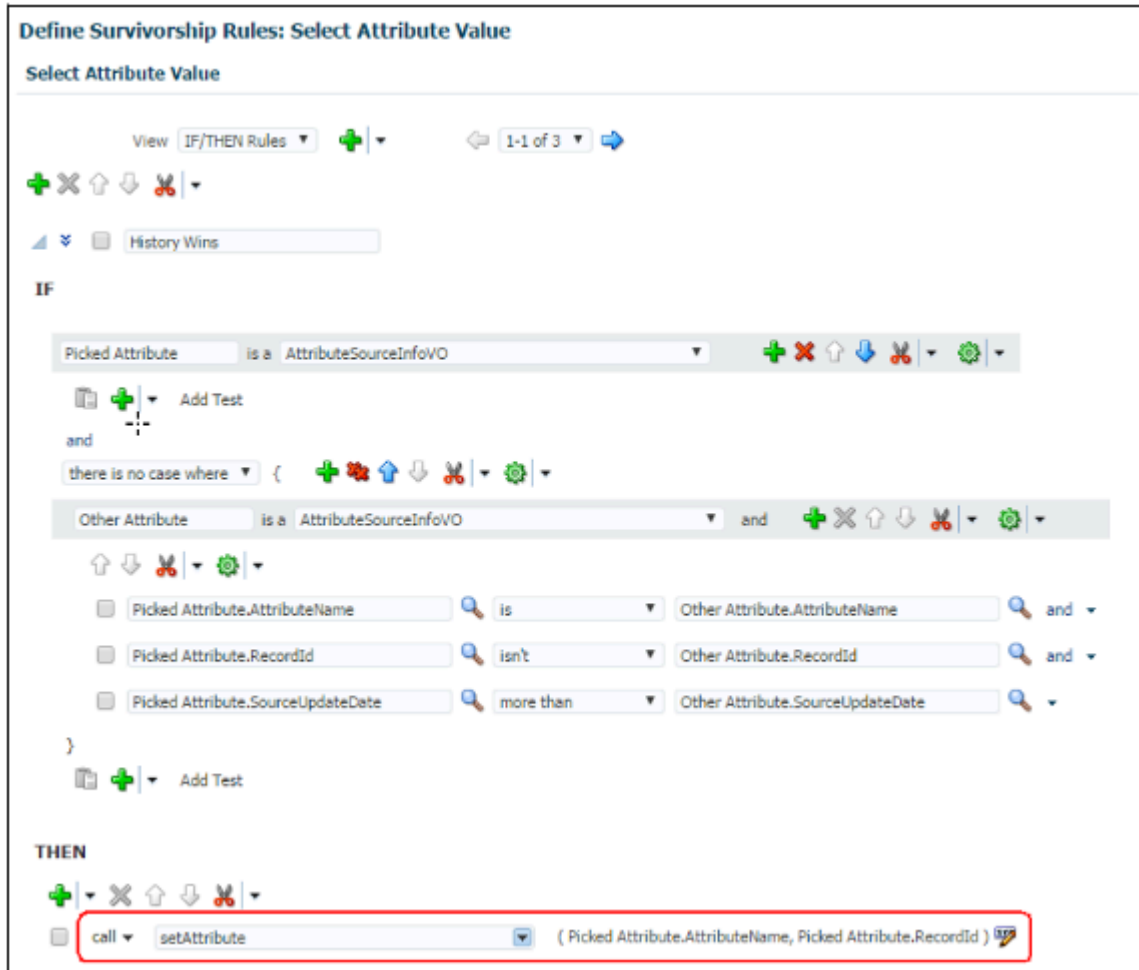 Define Survivorship Rules: Select Attribute Value
Select Attribute Value
View IF/THEN Rules 1-1 of 3
History Wins
IF
Picked Attribute is a AttributeSourceInfoVO
Add Test
and
there is no case where {
Other Attribute is a AttributeSourceInfoVO and
Picked Attribute.AttributeName is Other Attribute.AttributeName and
Picked Attribute.RecordId isn't Other Attribute.RecordId and
Picked Attribute.SourceUpdateDate more than Other Attribute.SourceUpdateDate
}
Add Test
THEN
call setAttribute ( Picked Attribute.AttributeName, Picked Attribute.RecordId )